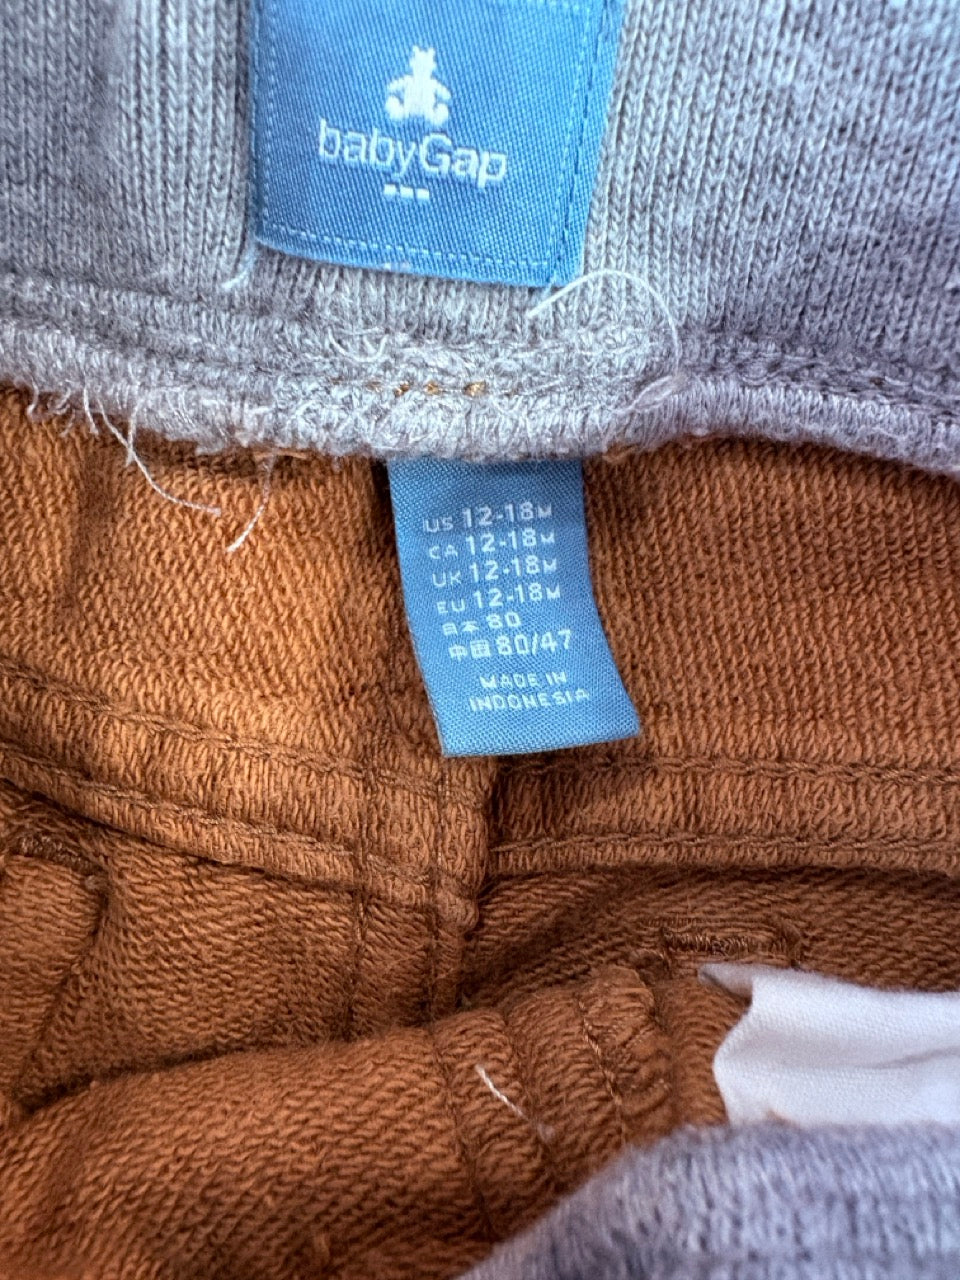 babyGap
US 12-18M
CA 12-18M
UK 12-18M
EU 12-18M
日本 80
中国 80/47
MADE IN
INDONESIA